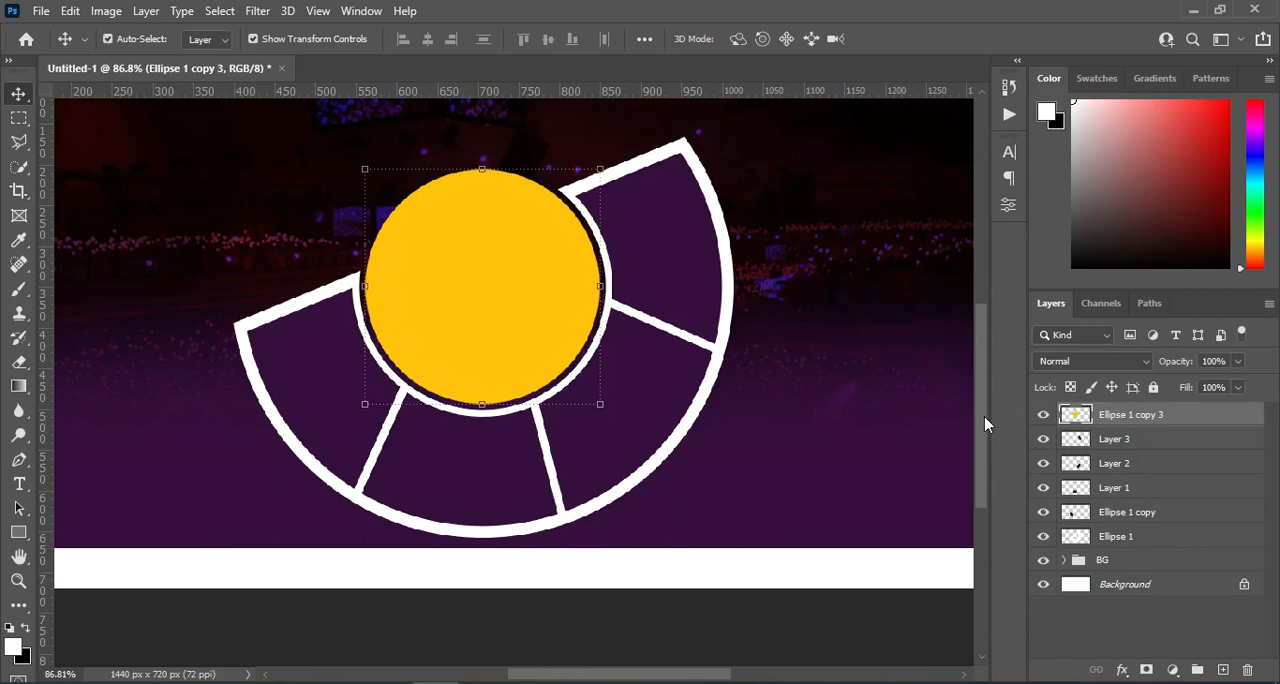 Ps File Edit Image Layer Type Select Filter 3D View Window Help
Auto-Select: Layer Show Transform Controls 3D Mode:
Untitled-1 @ 86.8% (Ellipse 1 copy 3, RGB/8) *
200 250 300 350 400 450 500 550 600 650 700 750 800 850 900 950 1000 1050 1100 1150 1200 1250
Color Swatches Gradients Patterns
Layers Channels Paths
Kind
Normal Opacity: 100%
Lock: Fill: 100%
Ellipse 1 copy 3
Layer 3
Layer 2
Layer 1
Ellipse 1 copy
Ellipse 1
BG
Background
86.81% 1440 px x 720 px (72 ppi)